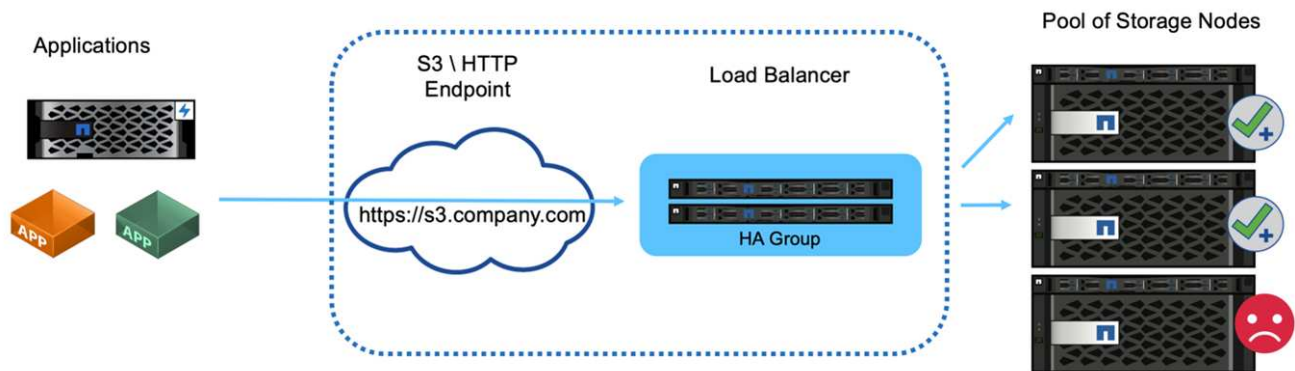 Applications
APP
APP
S3 \ HTTP
Endpoint
https://s3.company.com
Load Balancer
HA Group
Pool of Storage Nodes